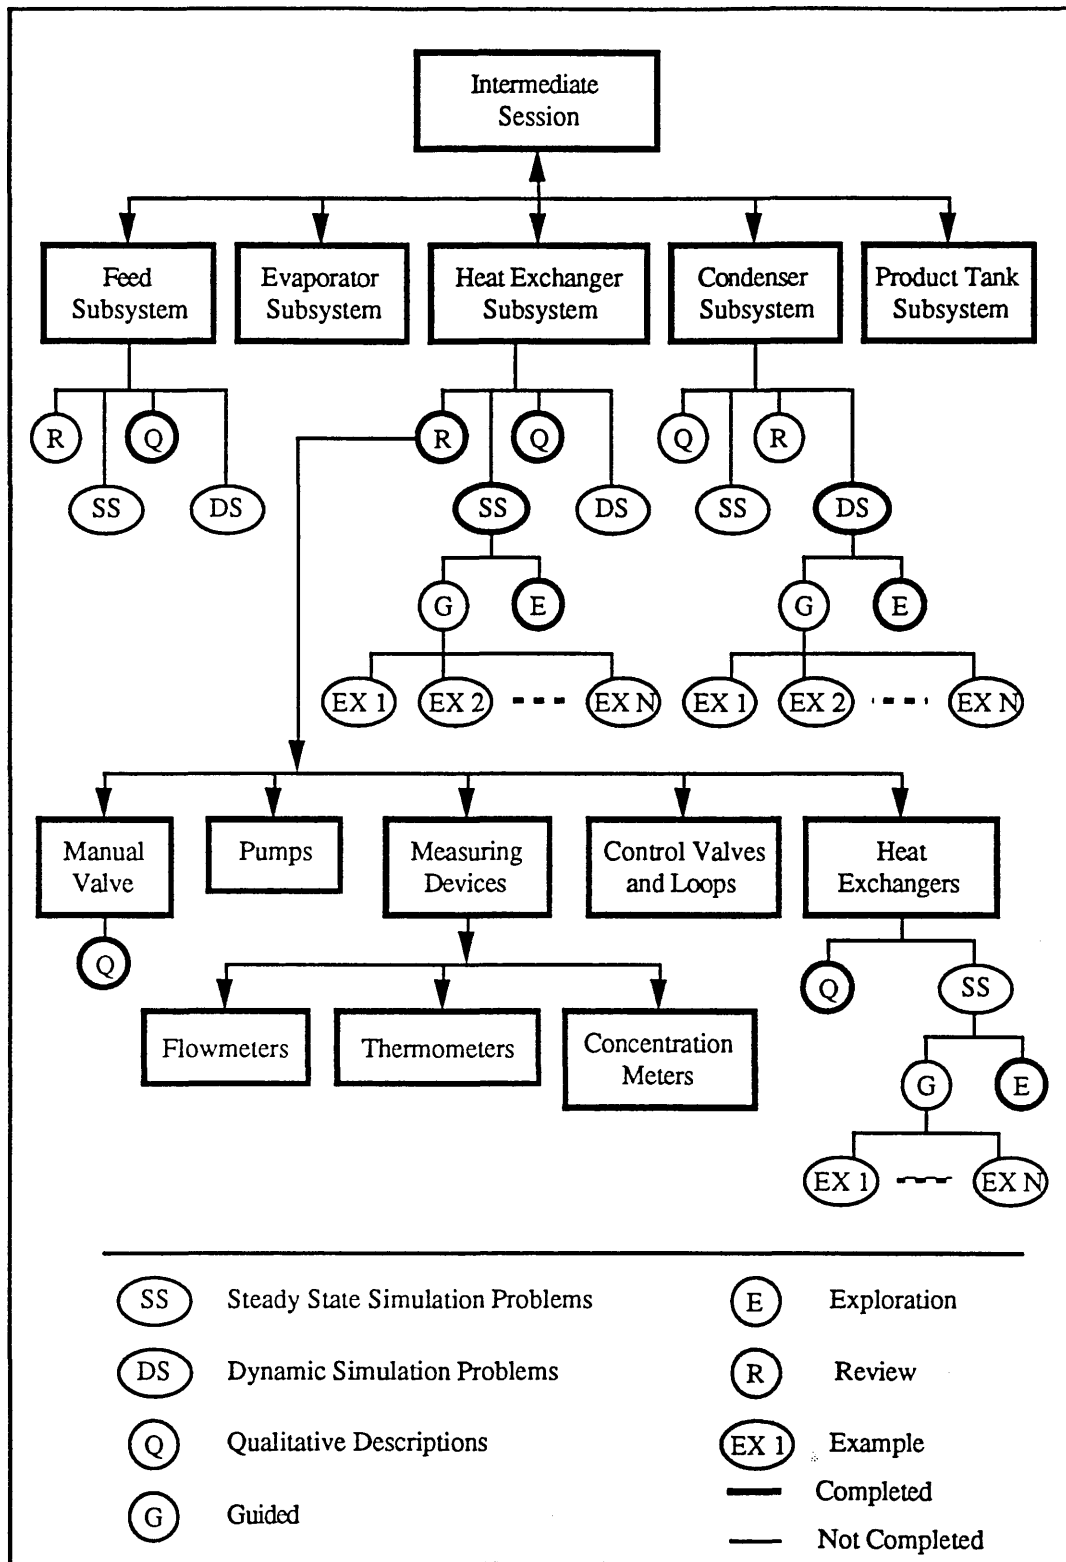 Intermediate
Session
Feed
Subsystem
Evaporator
Subsystem
Heat Exchanger
Subsystem
Condenser
Subsystem
Product Tank
Subsystem
R
Q
R
Q
Q
R
SS
DS
SS
DS
SS
DS
G
E
G
E
EX 1
EX 2
EX N
EX 1
EX 2
EX N
Manual
Valve
Pumps
Measuring
Devices
Control Valves
and Loops
Heat
Exchangers
Q
Q
SS
Flowmeters
Thermometers
Concentration
Meters
G
E
EX 1
EX N
SS Steady State Simulation Problems
E Exploration
DS Dynamic Simulation Problems
R Review
Q Qualitative Descriptions
EX 1 Example
G Guided
Completed
Not Completed